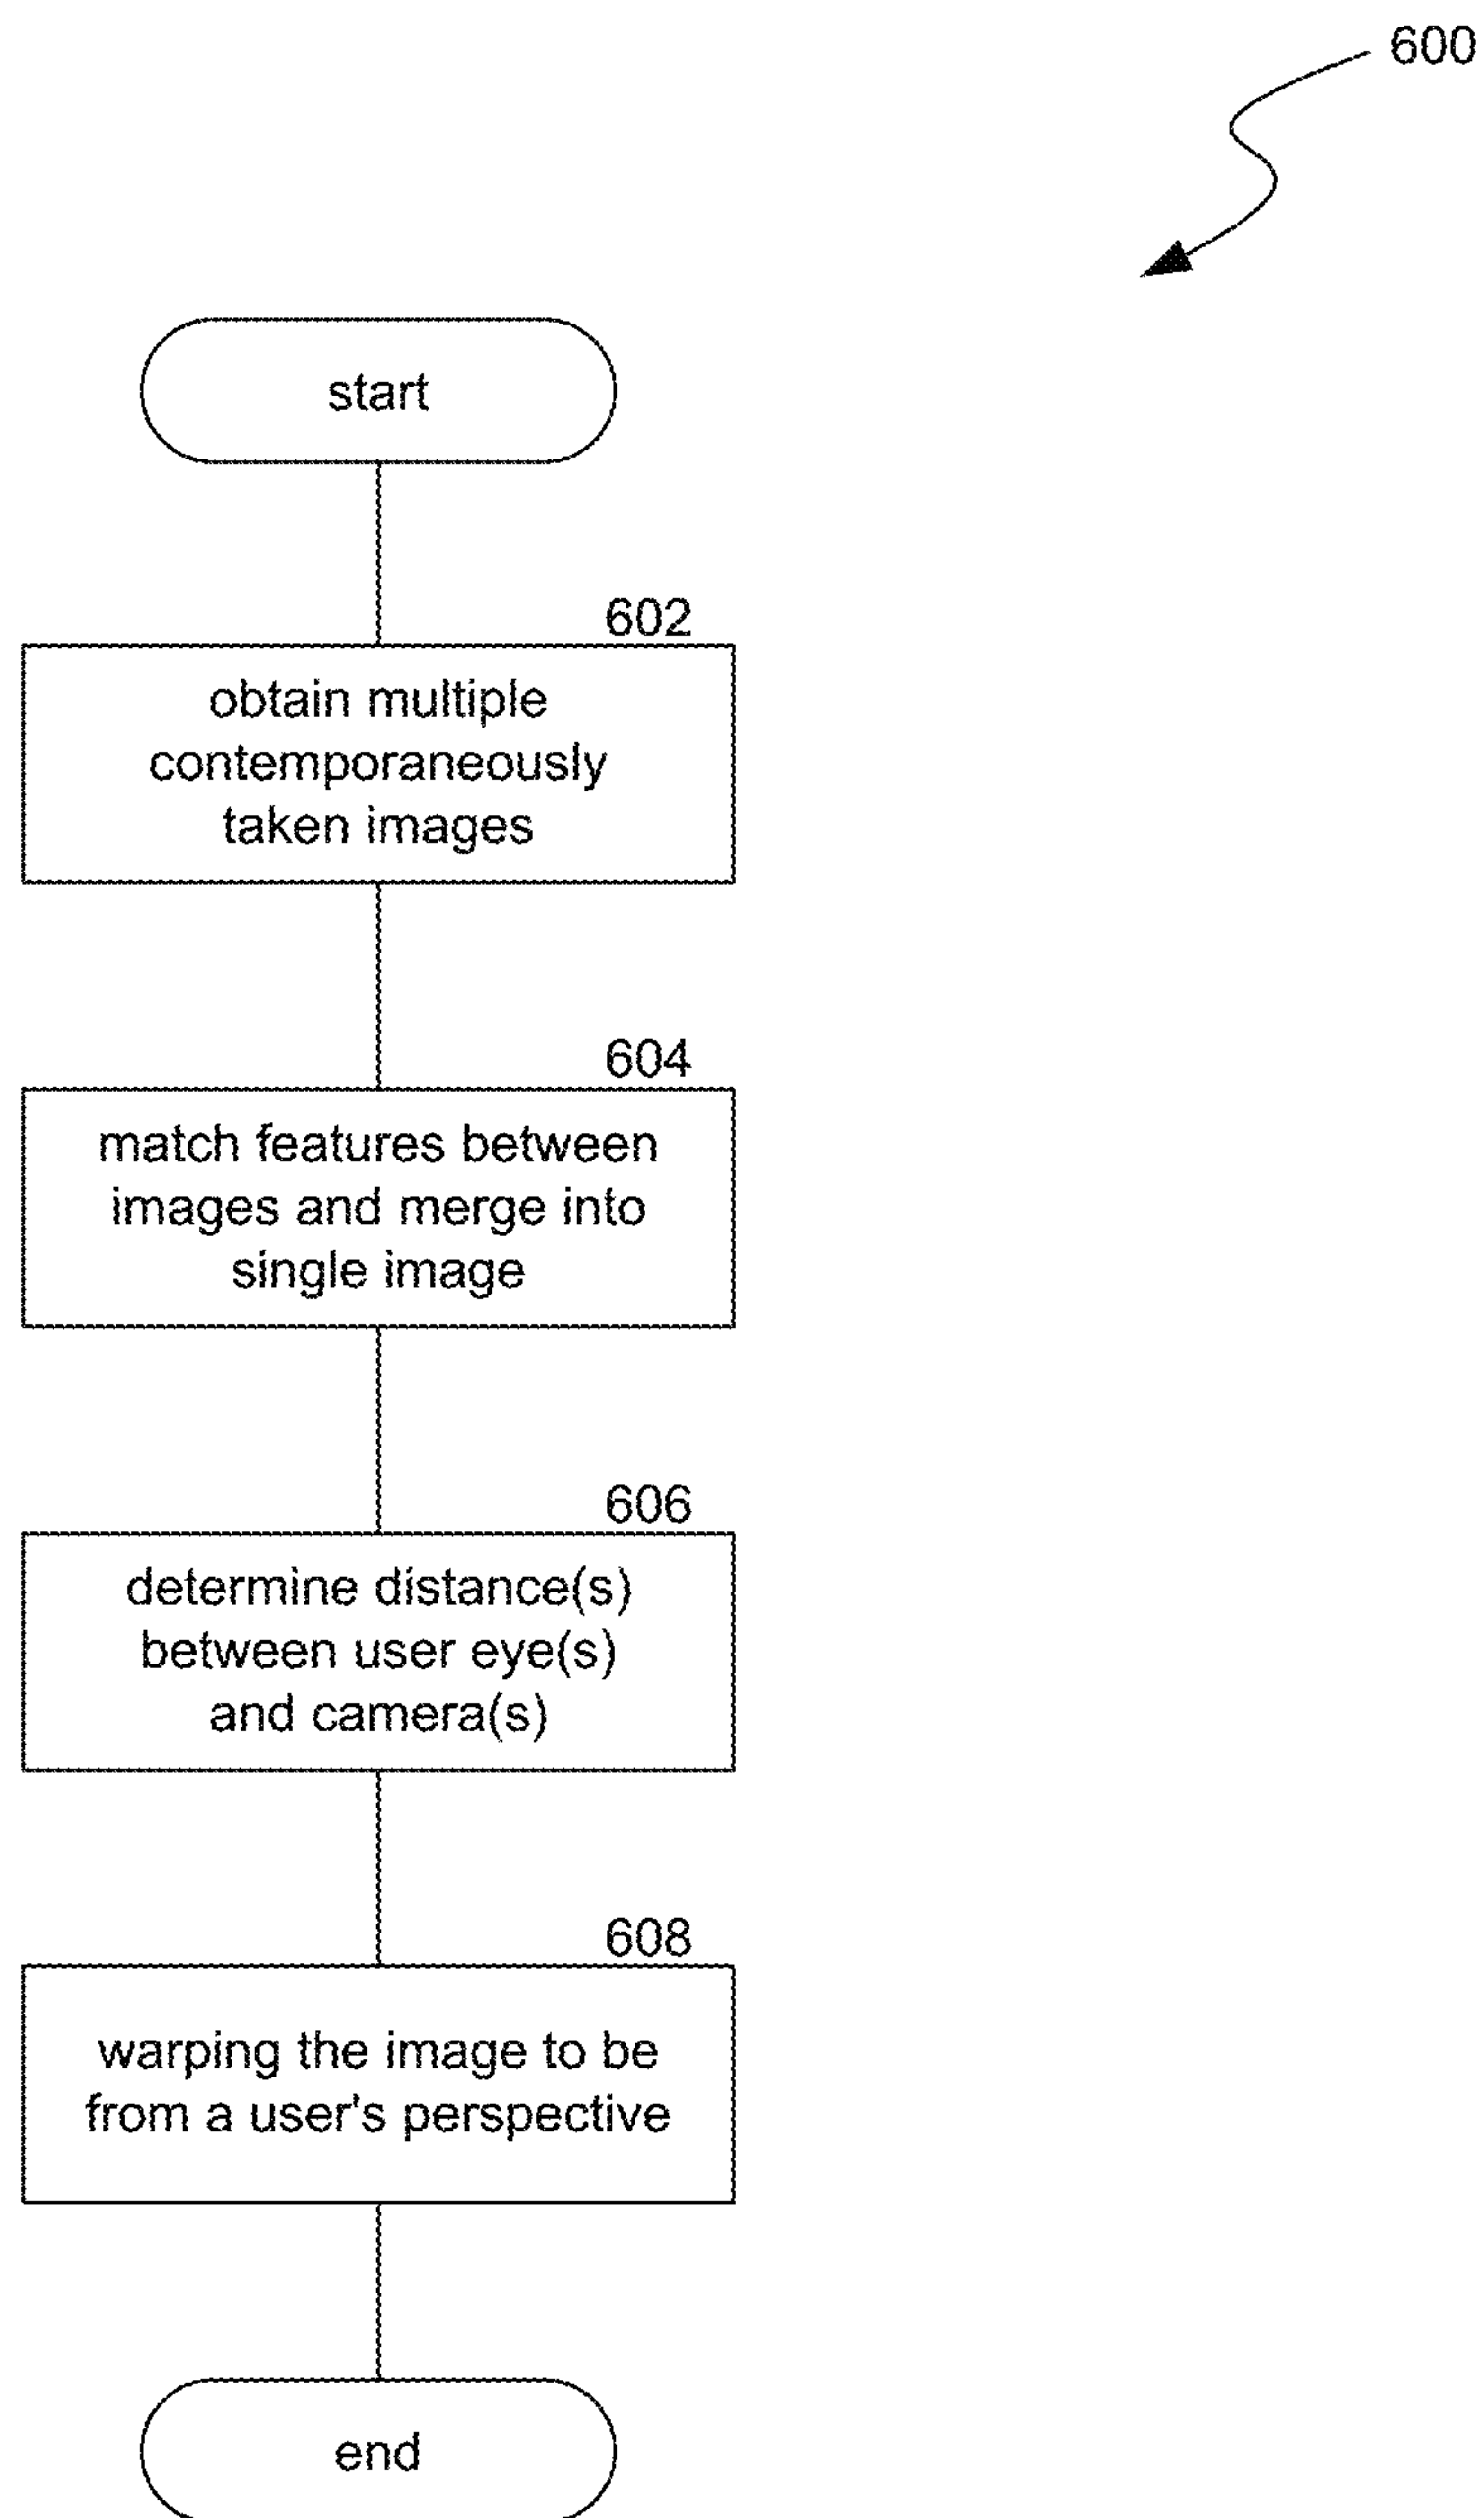 600
start
602
obtain multiple
contemporaneously
taken images
604
match features between
images and merge into
single image
606
determine distance(s)
between user eye(s)
and camera(s)
608
warping the image to be
from a user's perspective
end